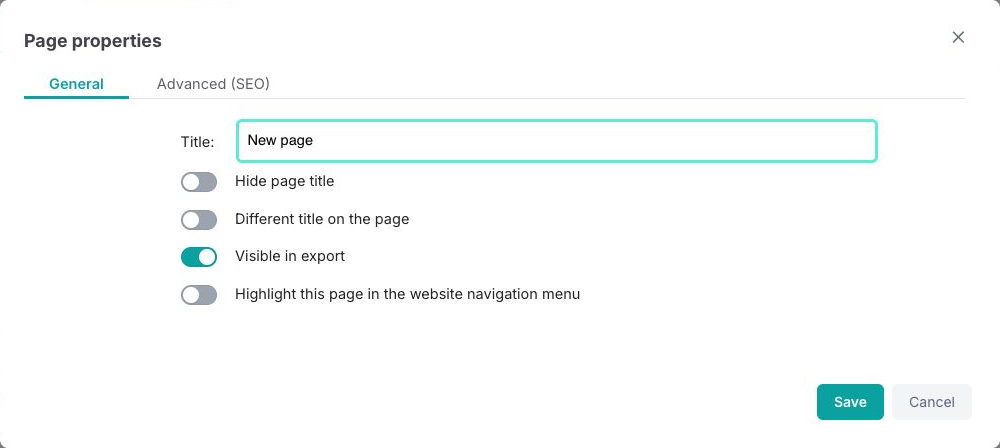 Page properties
General
Advanced (SEO)
Title:
New page
Hide page title
Different title on the page
Visible in export
Highlight this page in the website navigation menu
Save
Cancel